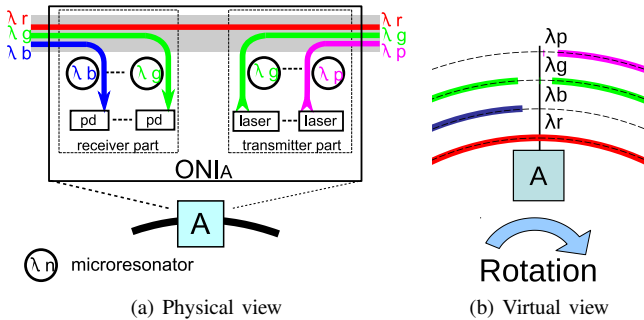 λ r
λ g
λ b
λ r
λ g
λ p
λ b
λ g
λ g
λ p
pd
pd
laser
laser
receiver part
transmitter part
ONIA
A
λ n microresonator
(a) Physical view
λp
λg
λb
λr
A
Rotation
(b) Virtual view